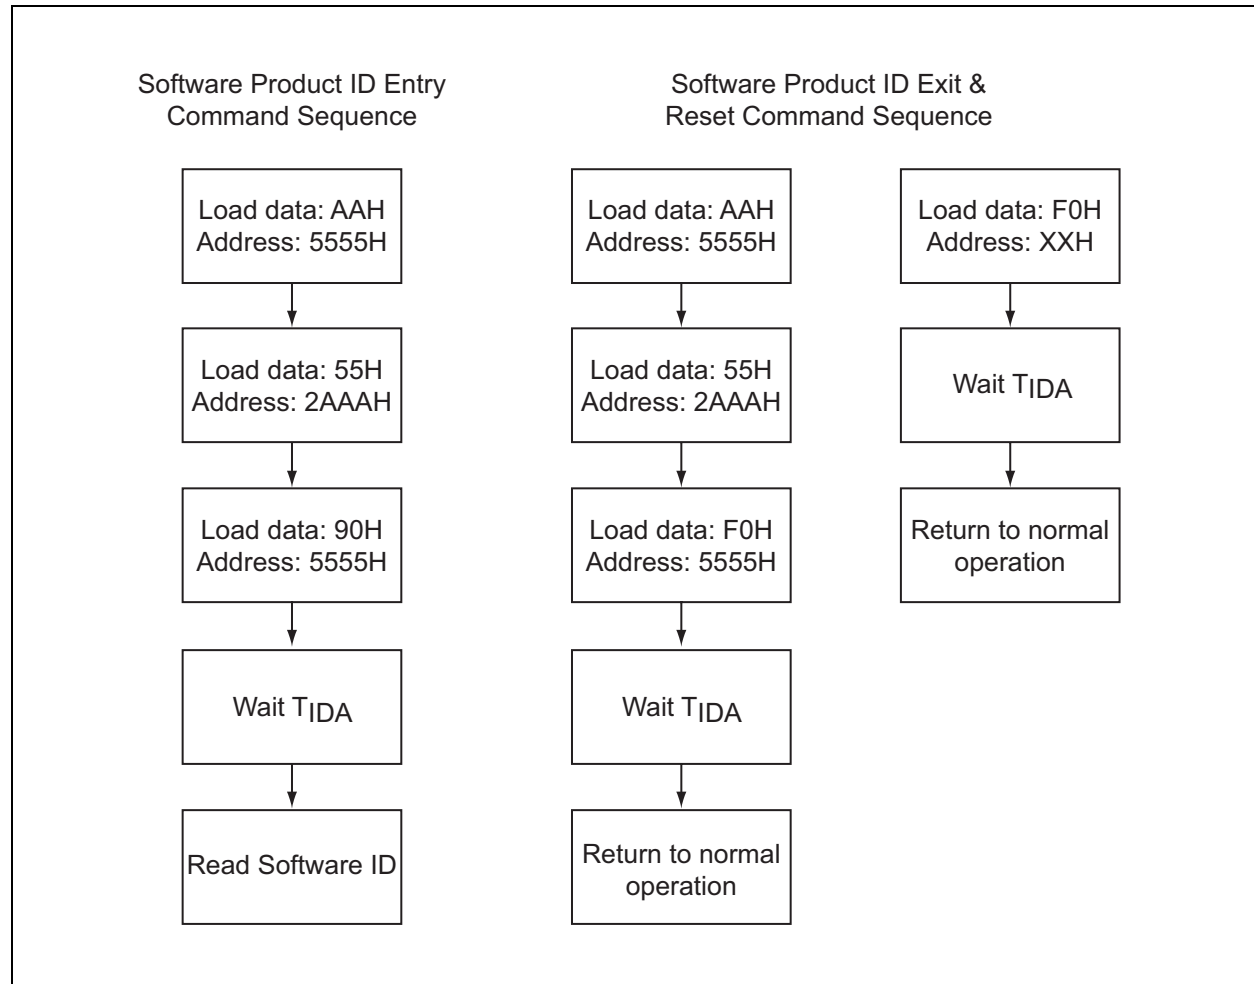 Software Product ID Entry
Command Sequence
Load data: AAH
Address: 5555H
Load data: 55H
Address: 2AAAH
Load data: 90H
Address: 5555H
Wait TIDA
Read Software ID
Software Product ID Exit &
Reset Command Sequence
Load data: AAH
Address: 5555H
Load data: 55H
Address: 2AAAH
Load data: F0H
Address: 5555H
Wait TIDA
Return to normal
operation
Load data: F0H
Address: XXH
Wait TIDA
Return to normal
operation